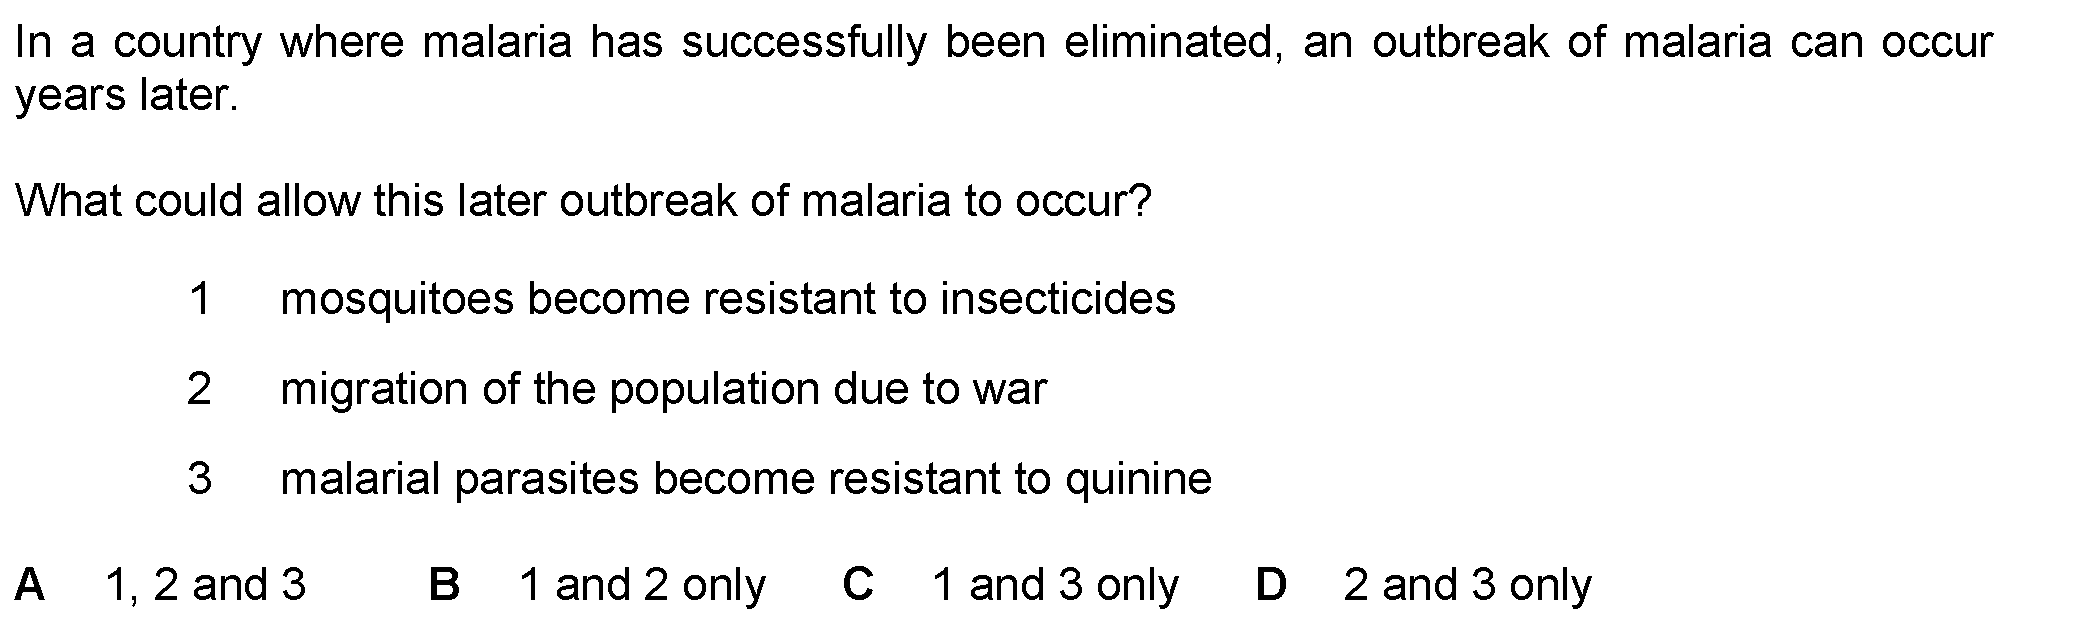 In a country where malaria has successfully been eliminated, an outbreak of malaria can occur
years later.
What could allow this later outbreak of malaria to occur?
1 mosquitoes become resistant to insecticides
2 migration of the population due to war
3 malarial parasites become resistant to quinine
A 1, 2 and 3 B 1 and 2 only C 1 and 3 only D 2 and 3 only